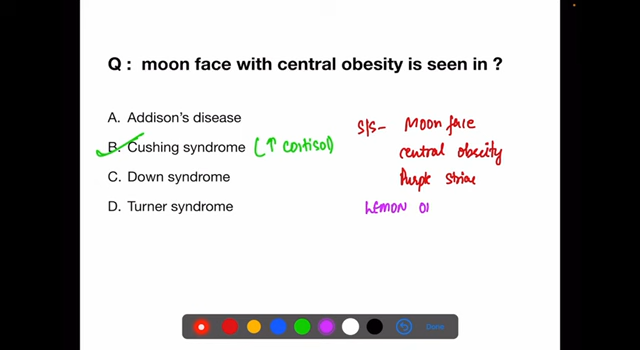 Q : moon face with central obesity is seen in ?
A. Addison's disease
B. Cushing syndrome (↑ cortisol)
C. Down syndrome
D. Turner syndrome
S/S- Moon face
central obesity
Purple striae
LEMON ON
Done